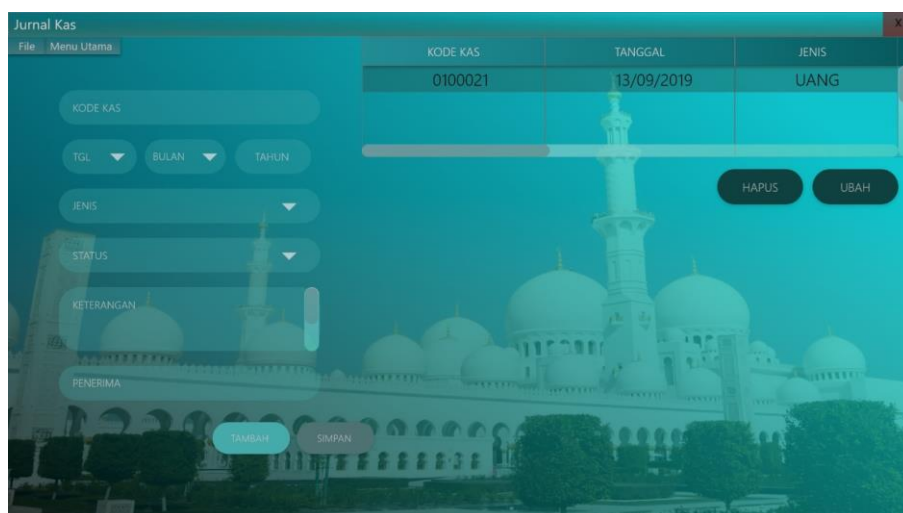 Jurnal Kas
X
File Menu Utama
KODE KAS TANGGAL JENIS
0100021 13/09/2019 UANG
KODE KAS
TGL BULAN TAHUN
HAPUS UBAH
JENIS
STATUS
KETERANGAN
PENERIMA
TAMBAH SIMPAN